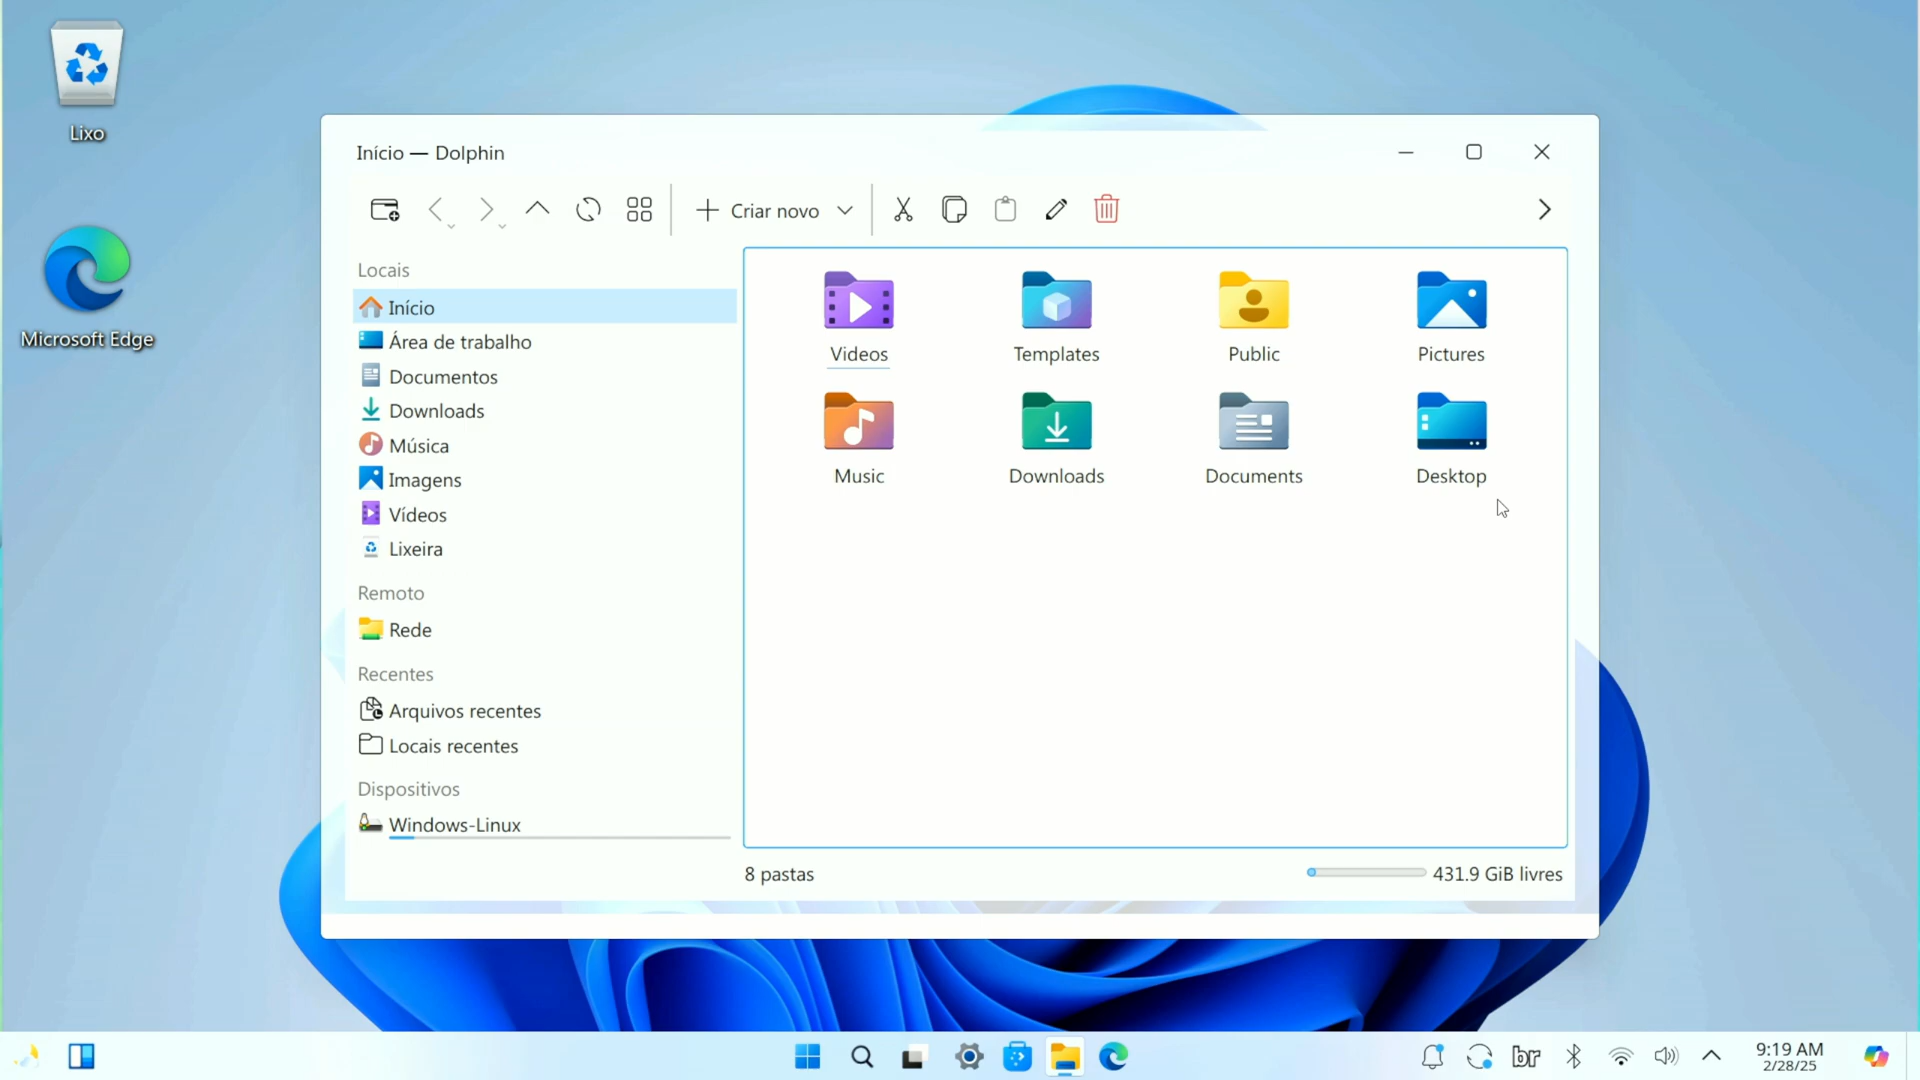 Lixo
Microsoft Edge
Início — Dolphin
Criar novo
Locais
Início
Área de trabalho
Documentos
Downloads
Música
Imagens
Vídeos
Lixeira
Remoto
Rede
Recentes
Arquivos recentes
Locais recentes
Dispositivos
Windows-Linux
Videos
Templates
Public
Pictures
Music
Downloads
Documents
Desktop
8 pastas
431.9 GiB livres
br
9:19 AM
2/28/25